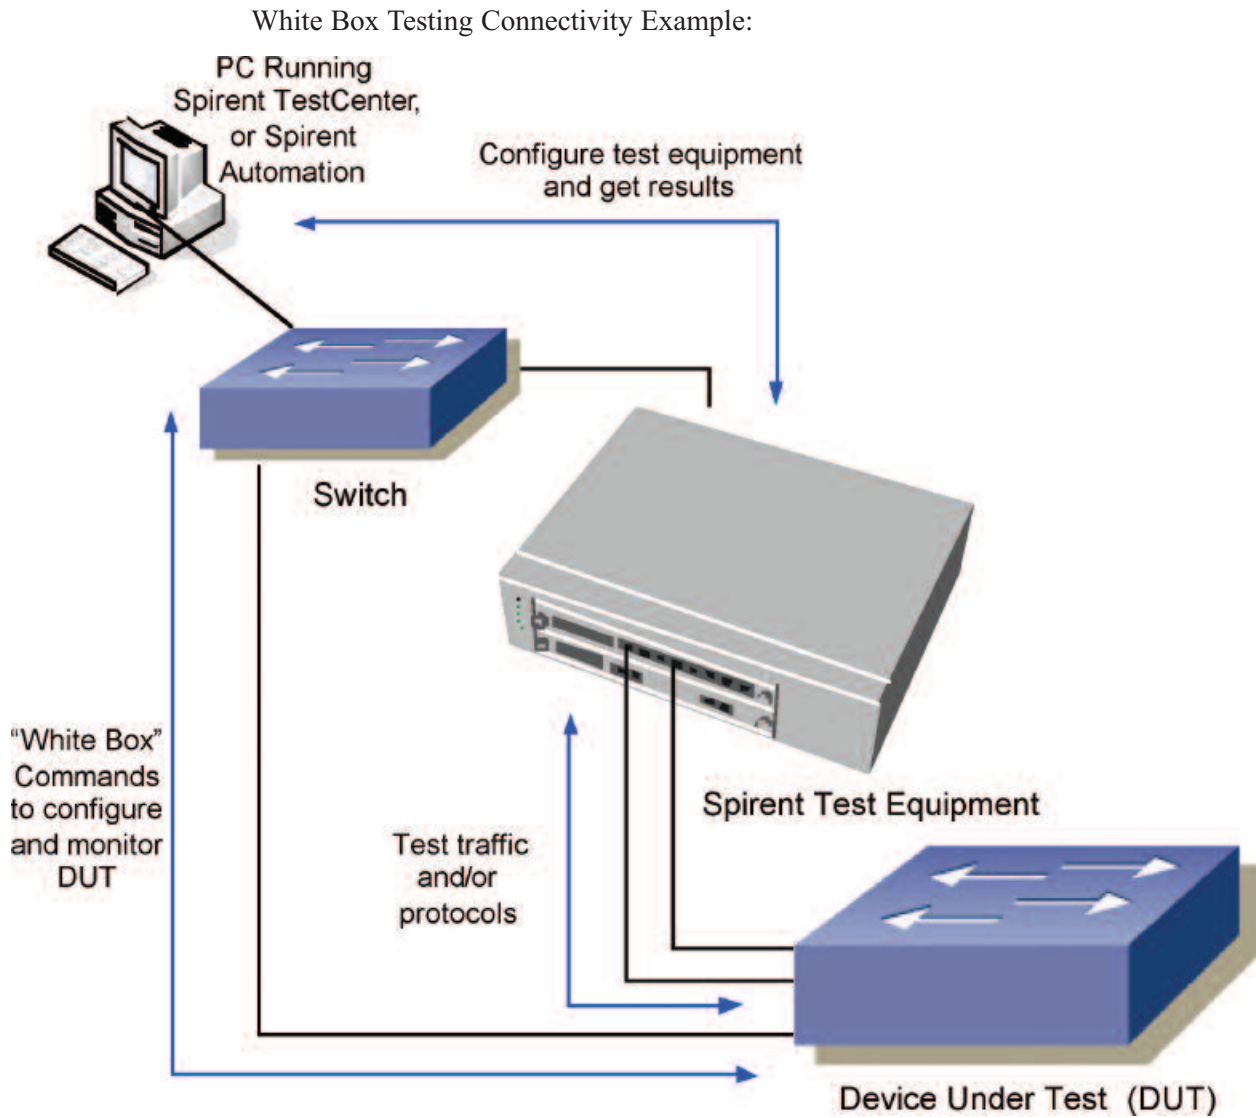 White Box Testing Connectivity Example:
PC Running
Spirent TestCenter,
or Spirent
Automation
Configure test equipment
and get results
Switch
"White Box"
Commands
to configure
and monitor
DUT
Test traffic
and/or
protocols
Spirent Test Equipment
Device Under Test (DUT)